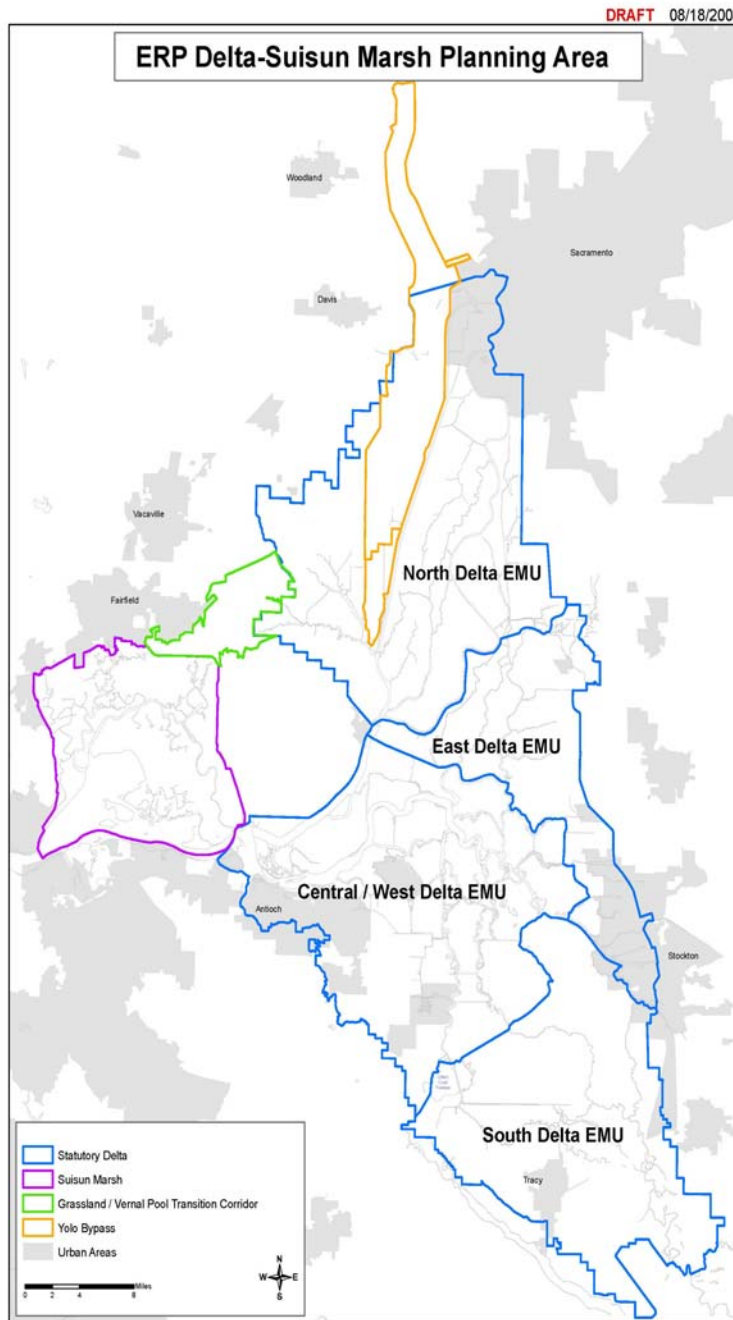 DRAFT 08/18/200
ERP Delta-Suisun Marsh Planning Area
Woodland
Sacramento
Davis
Vacaville
North Delta EMU
Fairfield
East Delta EMU
Central / West Delta EMU
Antioch
Stockton
South Delta EMU
Tracy
Statutory Delta
Suisun Marsh
Grassland / Vernal Pool Transition Corridor
Yolo Bypass
Urban Areas
N
W E
S
Miles
0 2 4 8